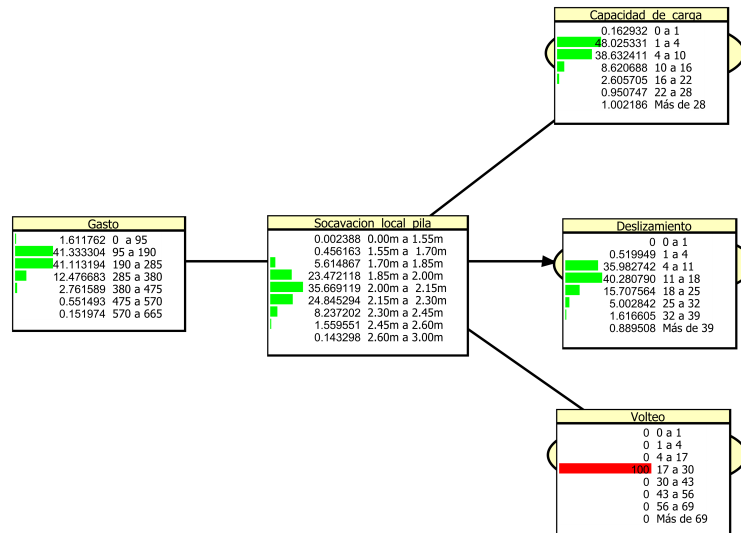 Capacidad_de_carga
0.162932 0 a 1
48.025331 1 a 4
38.632411 4 a 10
8.620688 10 a 16
2.605705 16 a 22
0.950747 22 a 28
1.002186 Más de 28
Gasto
1.611762 0 a 95
41.333304 95 a 190
41.113194 190 a 285
12.476683 285 a 380
2.761589 380 a 475
0.551493 475 a 570
0.151974 570 a 665
Socavacion_local_pila
0.002388 0.00m a 1.55m
0.456163 1.55m a 1.70m
5.614867 1.70m a 1.85m
23.472118 1.85m a 2.00m
35.669119 2.00m a 2.15m
24.845294 2.15m a 2.30m
8.237202 2.30m a 2.45m
1.559551 2.45m a 2.60m
0.143298 2.60m a 3.00m
Deslizamiento
0 0 a 1
0.519949 1 a 4
35.982742 4 a 11
40.280790 11 a 18
15.707564 18 a 25
5.002842 25 a 32
1.616605 32 a 39
0.889508 Más de 39
Volteo
0 0 a 1
0 1 a 4
0 4 a 17
100 17 a 30
0 30 a 43
0 43 a 56
0 56 a 69
0 Más de 69